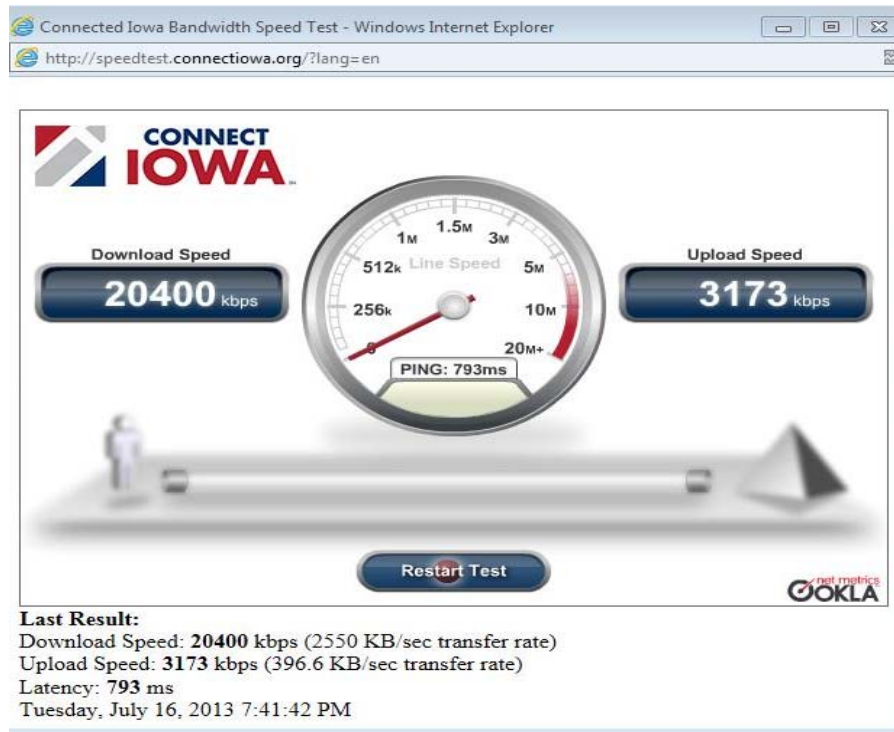 Connected Iowa Bandwidth Speed Test - Windows Internet Explorer
http://speedtest.connectiowa.org/?lang=en
CONNECT
IOWA
Download Speed
20400 kbps
Line Speed
0
256k
512k
1M
1.5M
3M
5M
10M
20M+
PING: 793ms
Upload Speed
3173 kbps
Restart Test
net metrics
OOKLA
Last Result:
Download Speed: 20400 kbps (2550 KB/sec transfer rate)
Upload Speed: 3173 kbps (396.6 KB/sec transfer rate)
Latency: 793 ms
Tuesday, July 16, 2013 7:41:42 PM